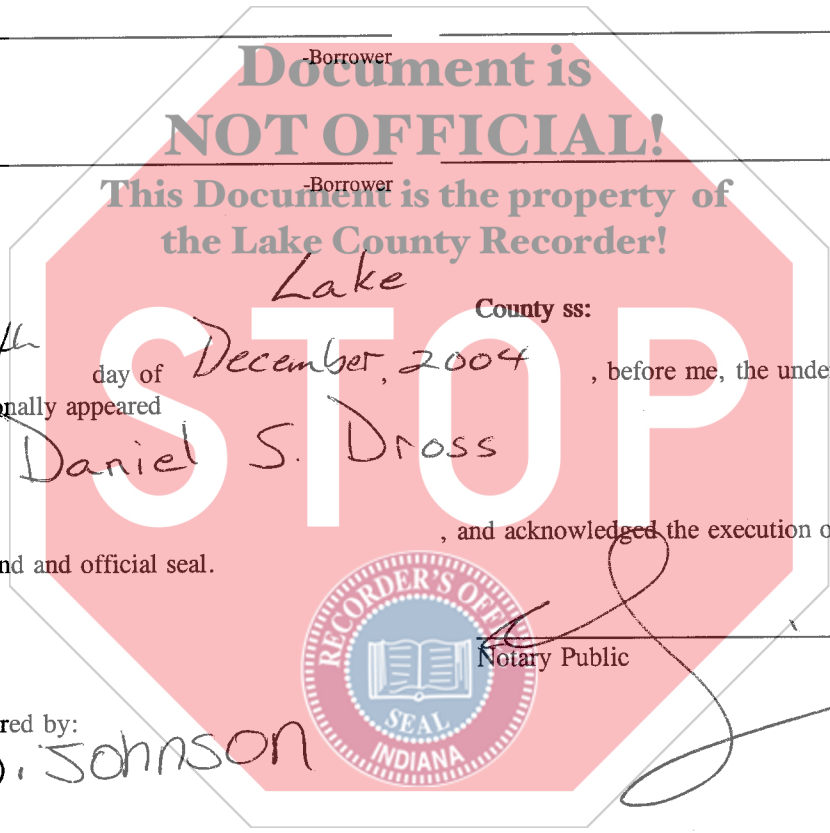 -Borrower
Document is
NOT OFFICIAL!
-Borrower
This Document is the property of
the Lake County Recorder!
Lake
County ss:
th day of December, 2004 , before me, the unde
onally appeared
Daniel S. Dross
STOP
, and acknowledged the execution o
nd and official seal.
RECORDER'S OFFI
SEAL
INDIANA
Notary Public
red by:
. Johnson